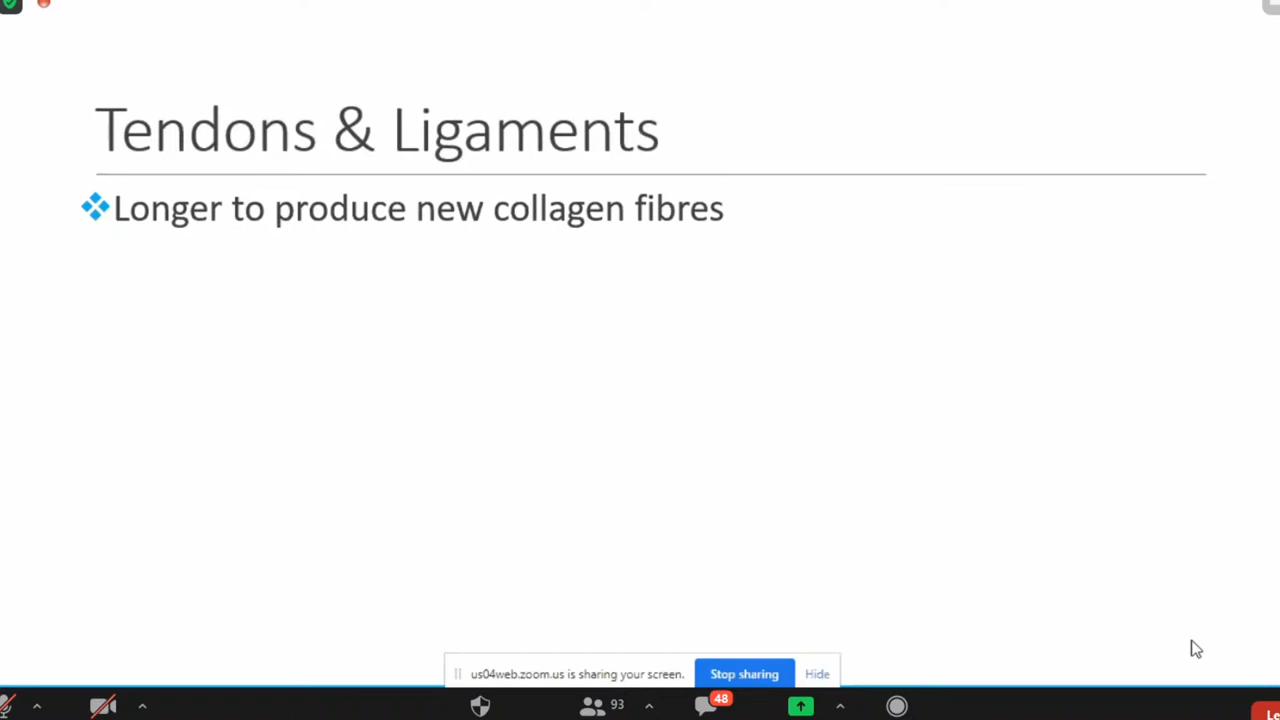 Tendons & Ligaments
Longer to produce new collagen fibres
us04web.zoom.us is sharing your screen. Stop sharing Hide
93 48